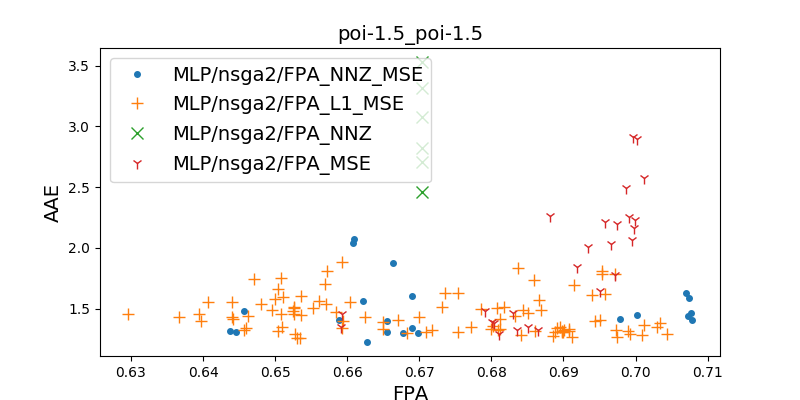 poi-1.5_poi-1.5
MLP/nsga2/FPA_NNZ_MSE
MLP/nsga2/FPA_L1_MSE
MLP/nsga2/FPA_NNZ
MLP/nsga2/FPA_MSE
AAE
3.5
3.0
2.5
2.0
1.5
0.63 0.64 0.65 0.66 0.67 0.68 0.69 0.70 0.71
FPA